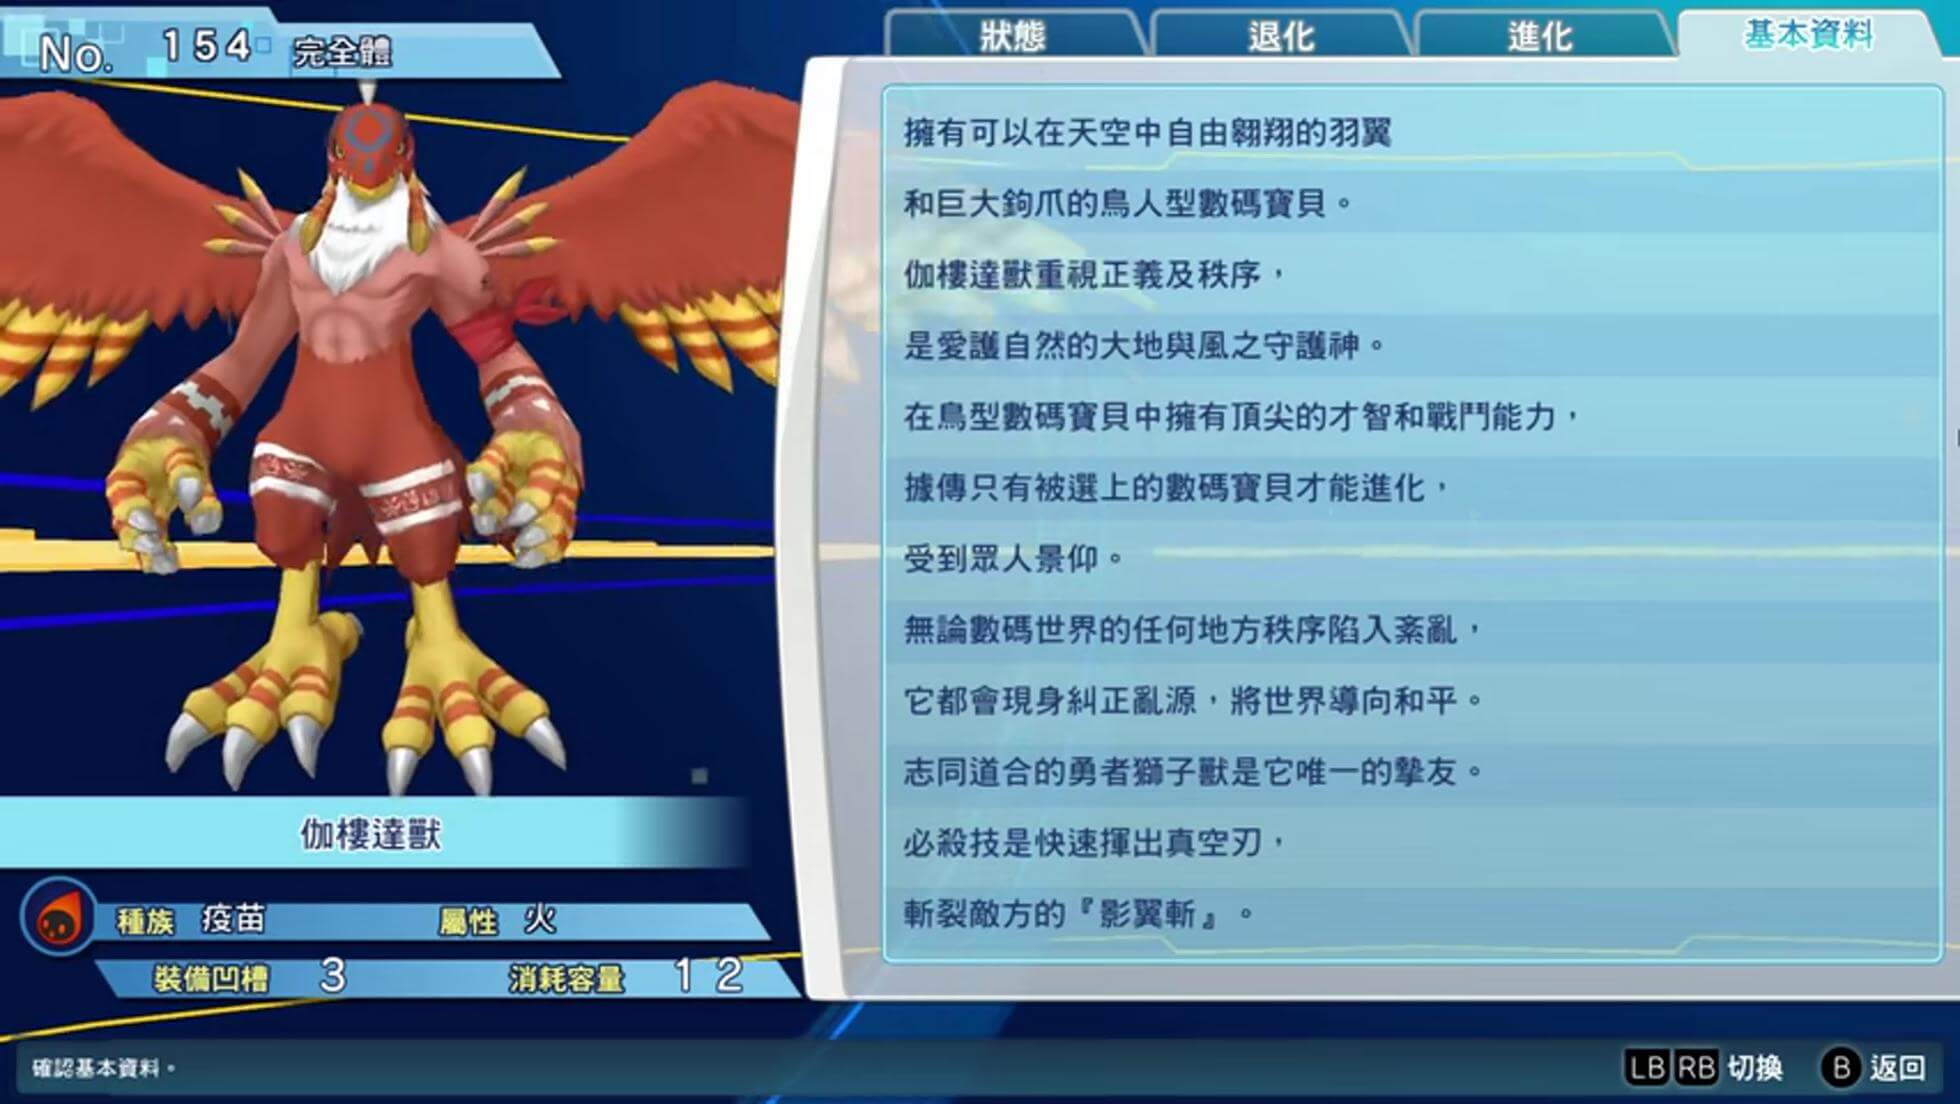 No. 154 完全體
狀態 退化 進化 基本資料
擁有可以在天空中自由翱翔的羽翼
和巨大鉤爪的鳥人型數碼寶貝。
伽樓達獸重視正義及秩序，
是愛護自然的大地與風之守護神。
在鳥型數碼寶貝中擁有頂尖的才智和戰鬥能力，
據傳只有被選上的數碼寶貝才能進化，
受到眾人景仰。
無論數碼世界的任何地方秩序陷入紊亂，
它都會現身糾正亂源，將世界導向和平。
志同道合的勇者獅子獸是它唯一的摯友。
必殺技是快速揮出真空刃，
斬裂敵方的『影翼斬』。
伽樓達獸
種族 疫苗 屬性 火
裝備凹槽 3 消耗容量 12
確認基本資料。
LB RB 切換 B 返回